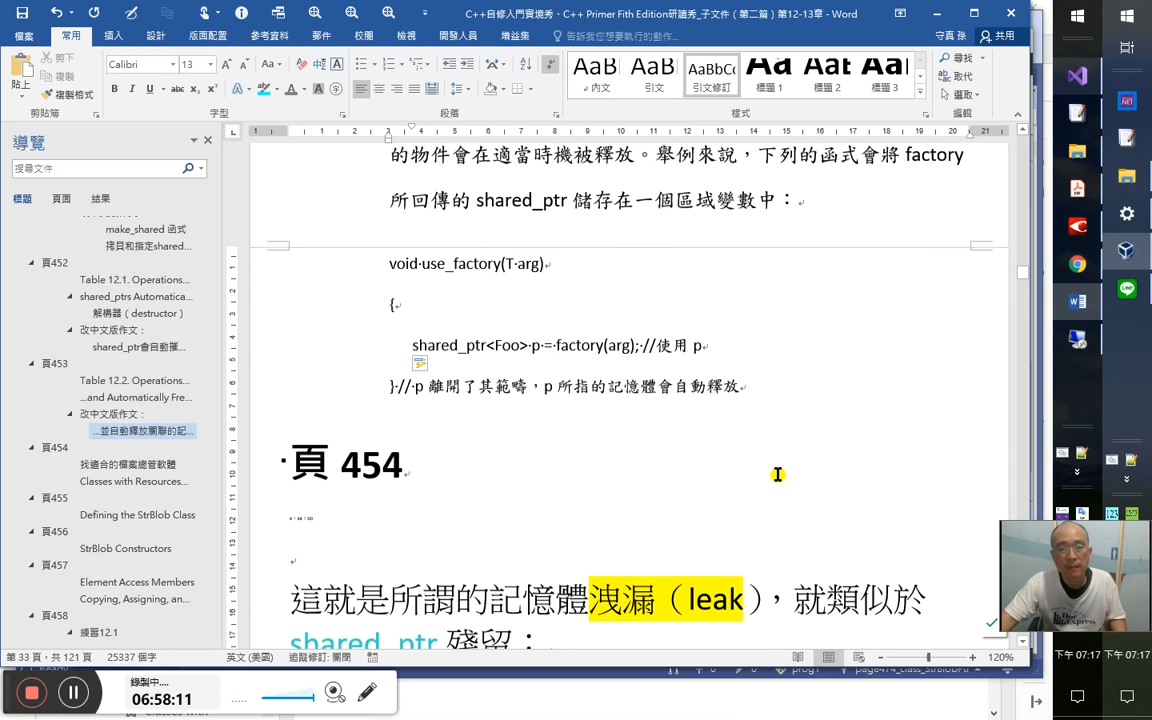 C++自修入門實境秀、C++ Primer Fith Edition研讀秀_子文件（第二篇）第12-13章 - Word
檔案 常用 插入 設計 版面配置 參考資料 郵件 校閱 檢視 開發人員 增益集 告訴我您想要執行的動作... 守真 孫 共用
貼上 剪下 複製 複製格式
Calibri 13
AaB AaB AaBbCc Aa AaB AaB
內文 引文 引文修訂 標題 1 標題 2 標題 3
尋找 取代 選取
剪貼簿 字型 段落 樣式 編輯
導覽
搜尋文件
標題 頁面 結果
make_shared 函式
拷貝和指定shared...
頁452
Table 12.1. Operations...
shared_ptrs Automatica...
解構器（destructor）
改中文版作文：
shared_ptr會自動摧...
頁453
Table 12.2. Operations...
...and Automatically Fre...
改中文版作文：
...並自動釋放關聯的記...
頁454
找適合的檔案總管軟體
Classes with Resources...
頁455
Defining the StrBlob Class
頁456
StrBlob Constructors
頁457
Element Access Members
Copying, Assigning, an...
頁458
練習12.1
的物件會在適當時機被釋放。舉例來說，下列的函式會將 factory
所回傳的 shared_ptr 儲存在一個區域變數中：
void·use_factory(T·arg)
{
shared_ptr<Foo>·p·=·factory(arg);·//使用 p
}·//·p 離開了其範疇，p 所指的記憶體會自動釋放
頁 454
這就是所謂的記憶體洩漏（leak），就類似於
shared_ptr 殘留：
第 33 頁，共 121 頁 25337 個字 英文 (美國) 追蹤修訂: 關閉 120%
錄製中....
06:58:11
下午 07:17 下午 07:17